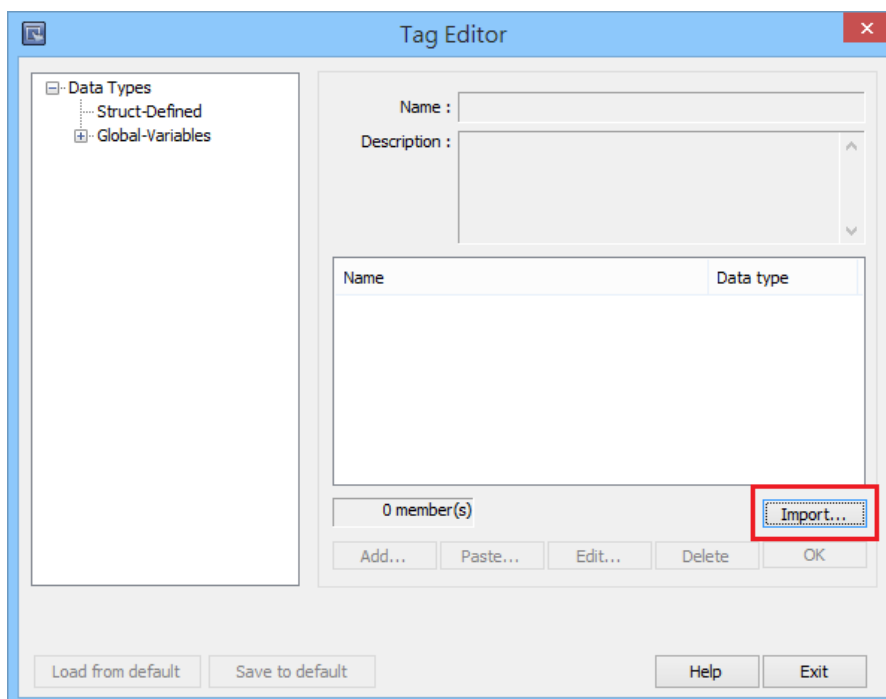 Tag Editor
Data Types
Struct-Defined
Global-Variables
Name :
Description :
Name Data type
0 member(s) Import...
Add... Paste... Edit... Delete OK
Load from default Save to default Help Exit